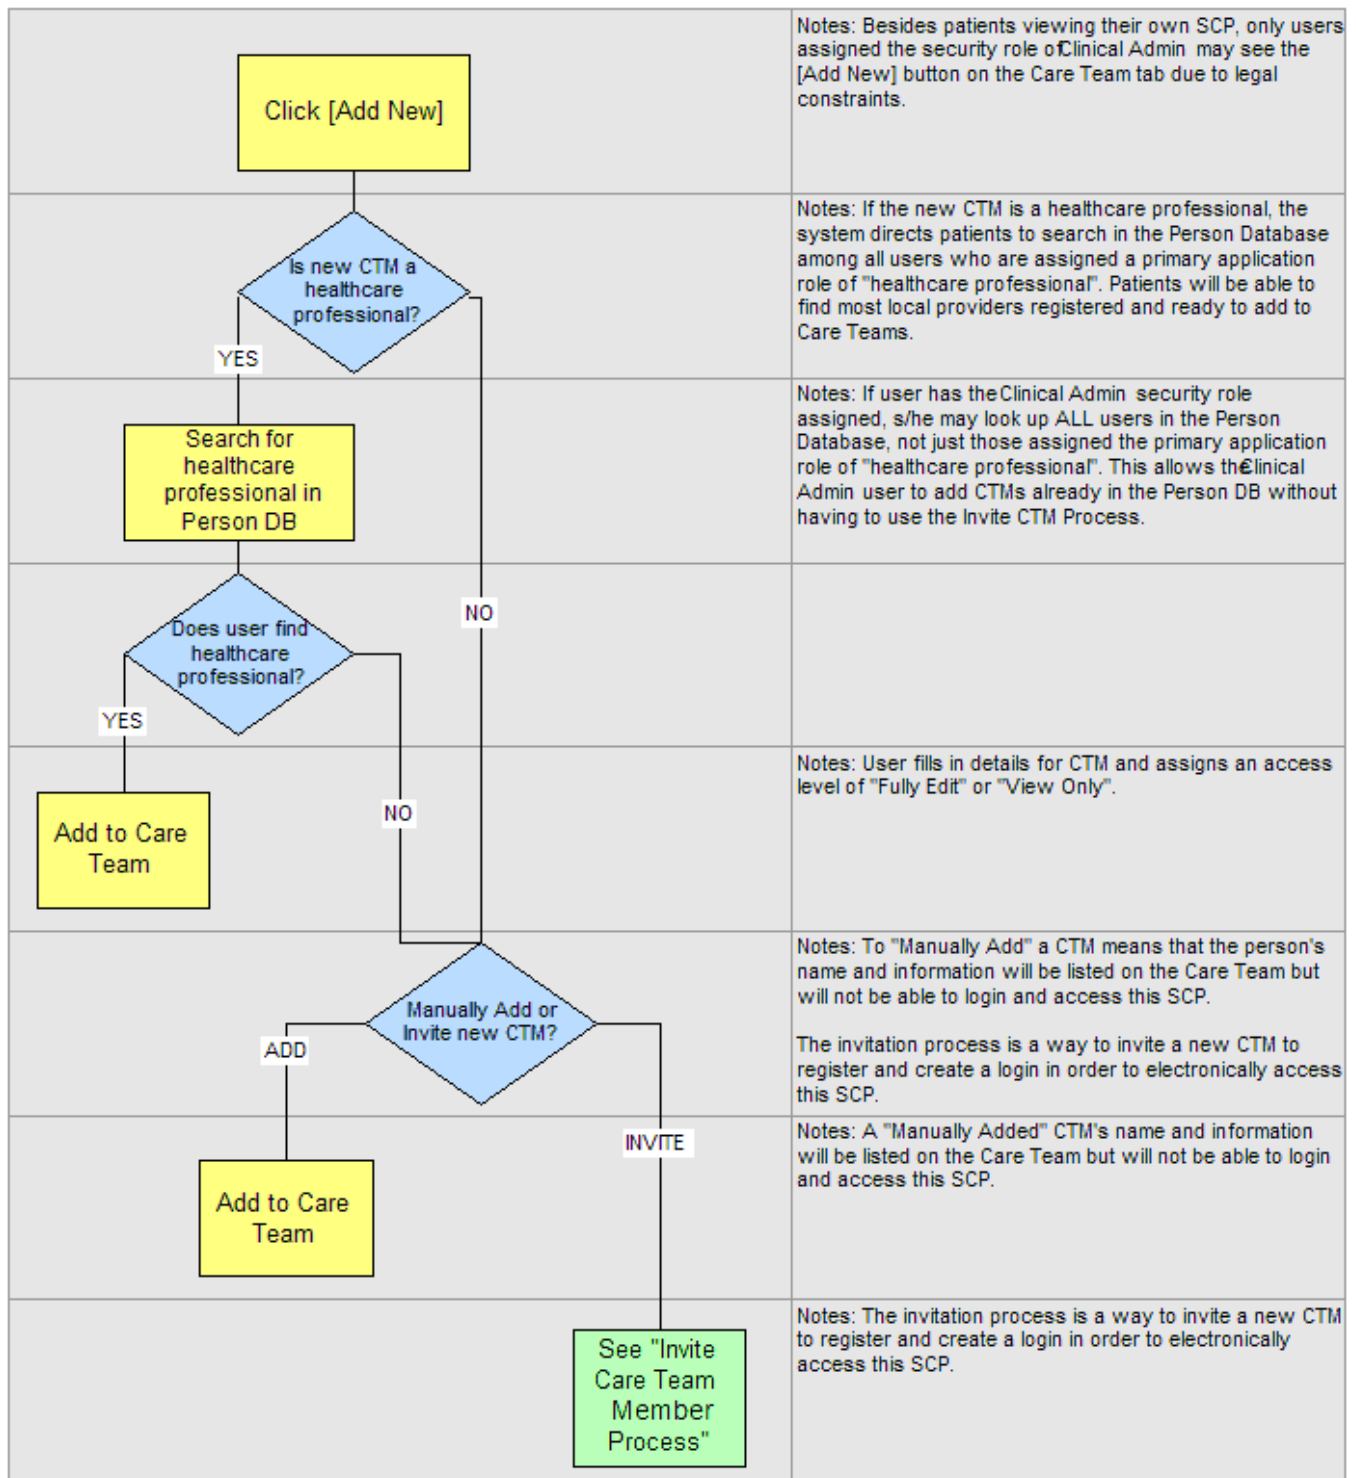 Click [Add New]
Notes: Besides patients viewing their own SCP, only users
assigned the security role of Clinical Admin may see the
[Add New] button on the Care Team tab due to legal
constraints.
Is new CTM a
healthcare
professional?
YES
Notes: If the new CTM is a healthcare professional, the
system directs patients to search in the Person Database
among all users who are assigned a primary application
role of "healthcare professional". Patients will be able to
find most local providers registered and ready to add to
Care Teams.
Search for
healthcare
professional in
Person DB
Notes: If user has the Clinical Admin security role
assigned, s/he may look up ALL users in the Person
Database, not just those assigned the primary application
role of "healthcare professional". This allows the Clinical
Admin user to add CTMs already in the Person DB without
having to use the Invite CTM Process.
NO
Does user find
healthcare
professional?
YES
NO
Add to Care
Team
Notes: User fills in details for CTM and assigns an access
level of "Fully Edit" or "View Only".
Manually Add or
Invite new CTM?
ADD
Notes: To "Manually Add" a CTM means that the person's
name and information will be listed on the Care Team but
will not be able to login and access this SCP.
The invitation process is a way to invite a new CTM to
register and create a login in order to electronically access
this SCP.
INVITE
Add to Care
Team
Notes: A "Manually Added" CTM's name and information
will be listed on the Care Team but will not be able to login
and access this SCP.
See "Invite
Care Team
Member
Process"
Notes: The invitation process is a way to invite a new CTM
to register and create a login in order to electronically
access this SCP.